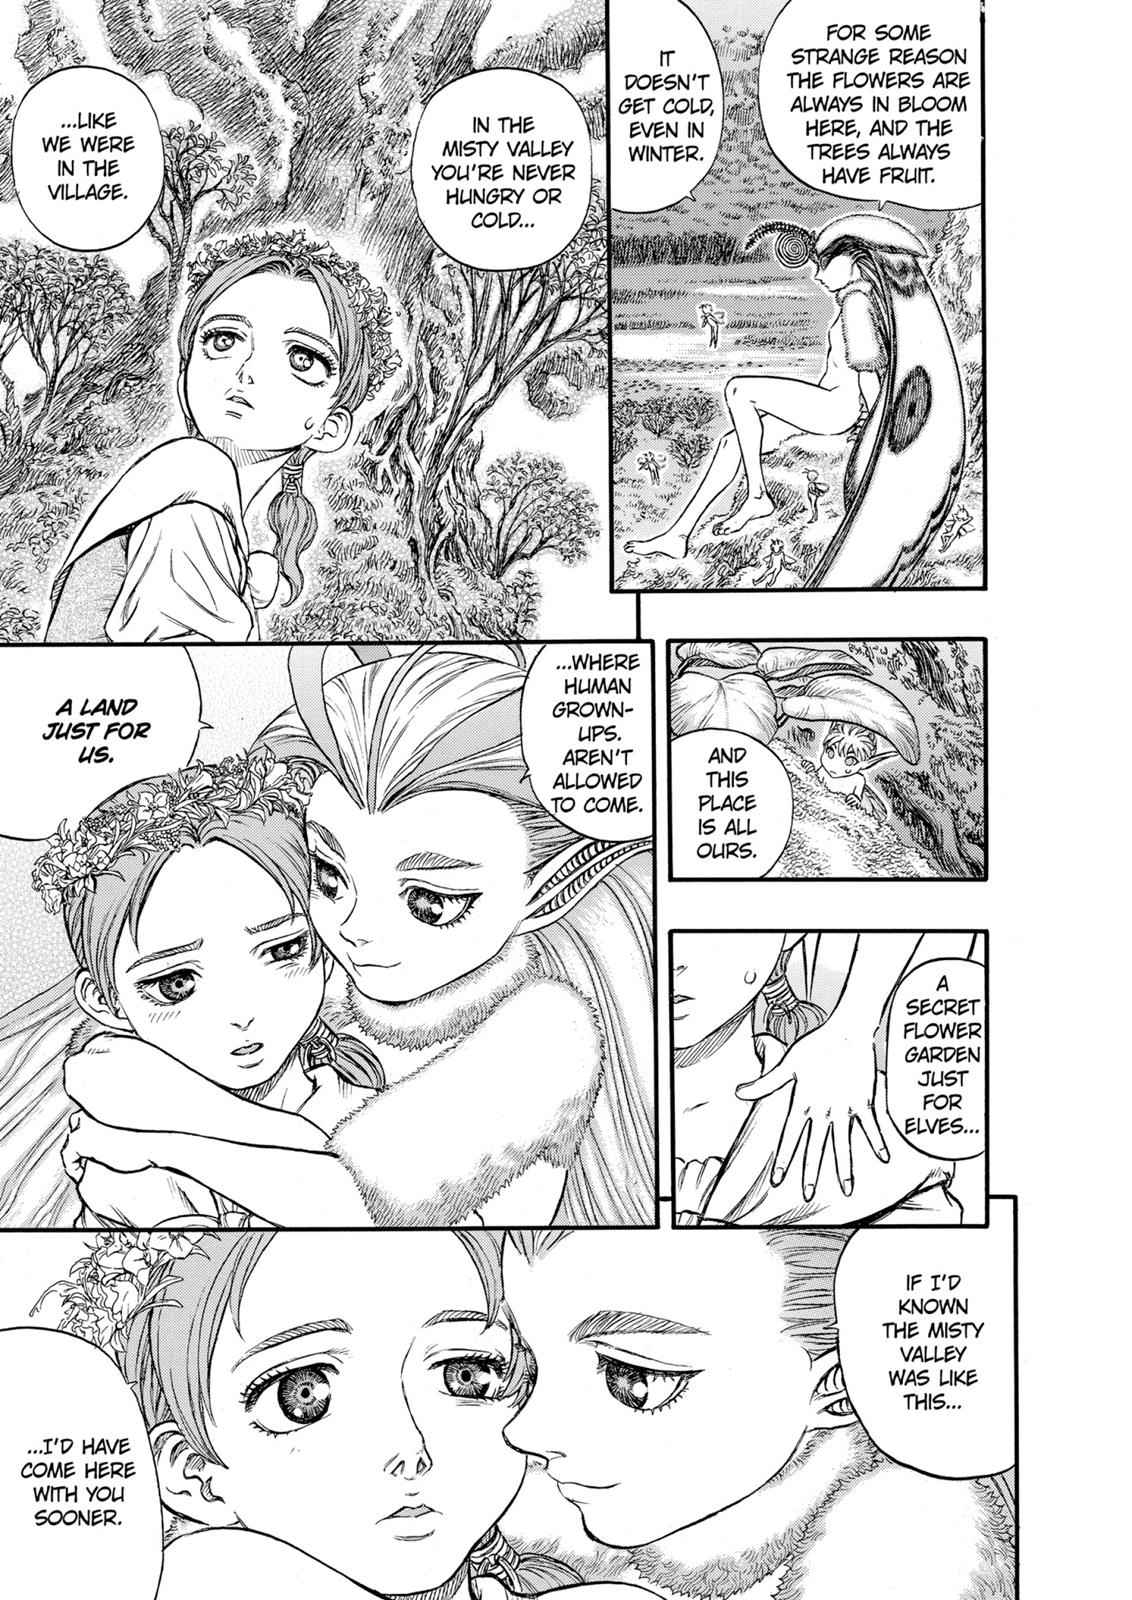 FOR SOME
STRANGE REASON
THE FLOWERS ARE
ALWAYS IN BLOOM
HERE, AND THE
TREES ALWAYS
HAVE FRUIT.
IT
DOESN'T
GET COLD,
EVEN IN
WINTER.
IN THE
MISTY VALLEY
YOU'RE NEVER
HUNGRY OR
COLD...
...LIKE
WE WERE
IN THE
VILLAGE.
AND
THIS
PLACE
IS ALL
OURS.
A
SECRET
FLOWER
GARDEN
JUST
FOR
ELVES...
...WHERE
HUMAN
GROWN-
UPS.
AREN'T
ALLOWED
TO COME.
A LAND
JUST FOR
US.
IF I'D
KNOWN
THE MISTY
VALLEY
WAS LIKE
THIS...
...I'D HAVE
COME HERE
WITH YOU
SOONER.